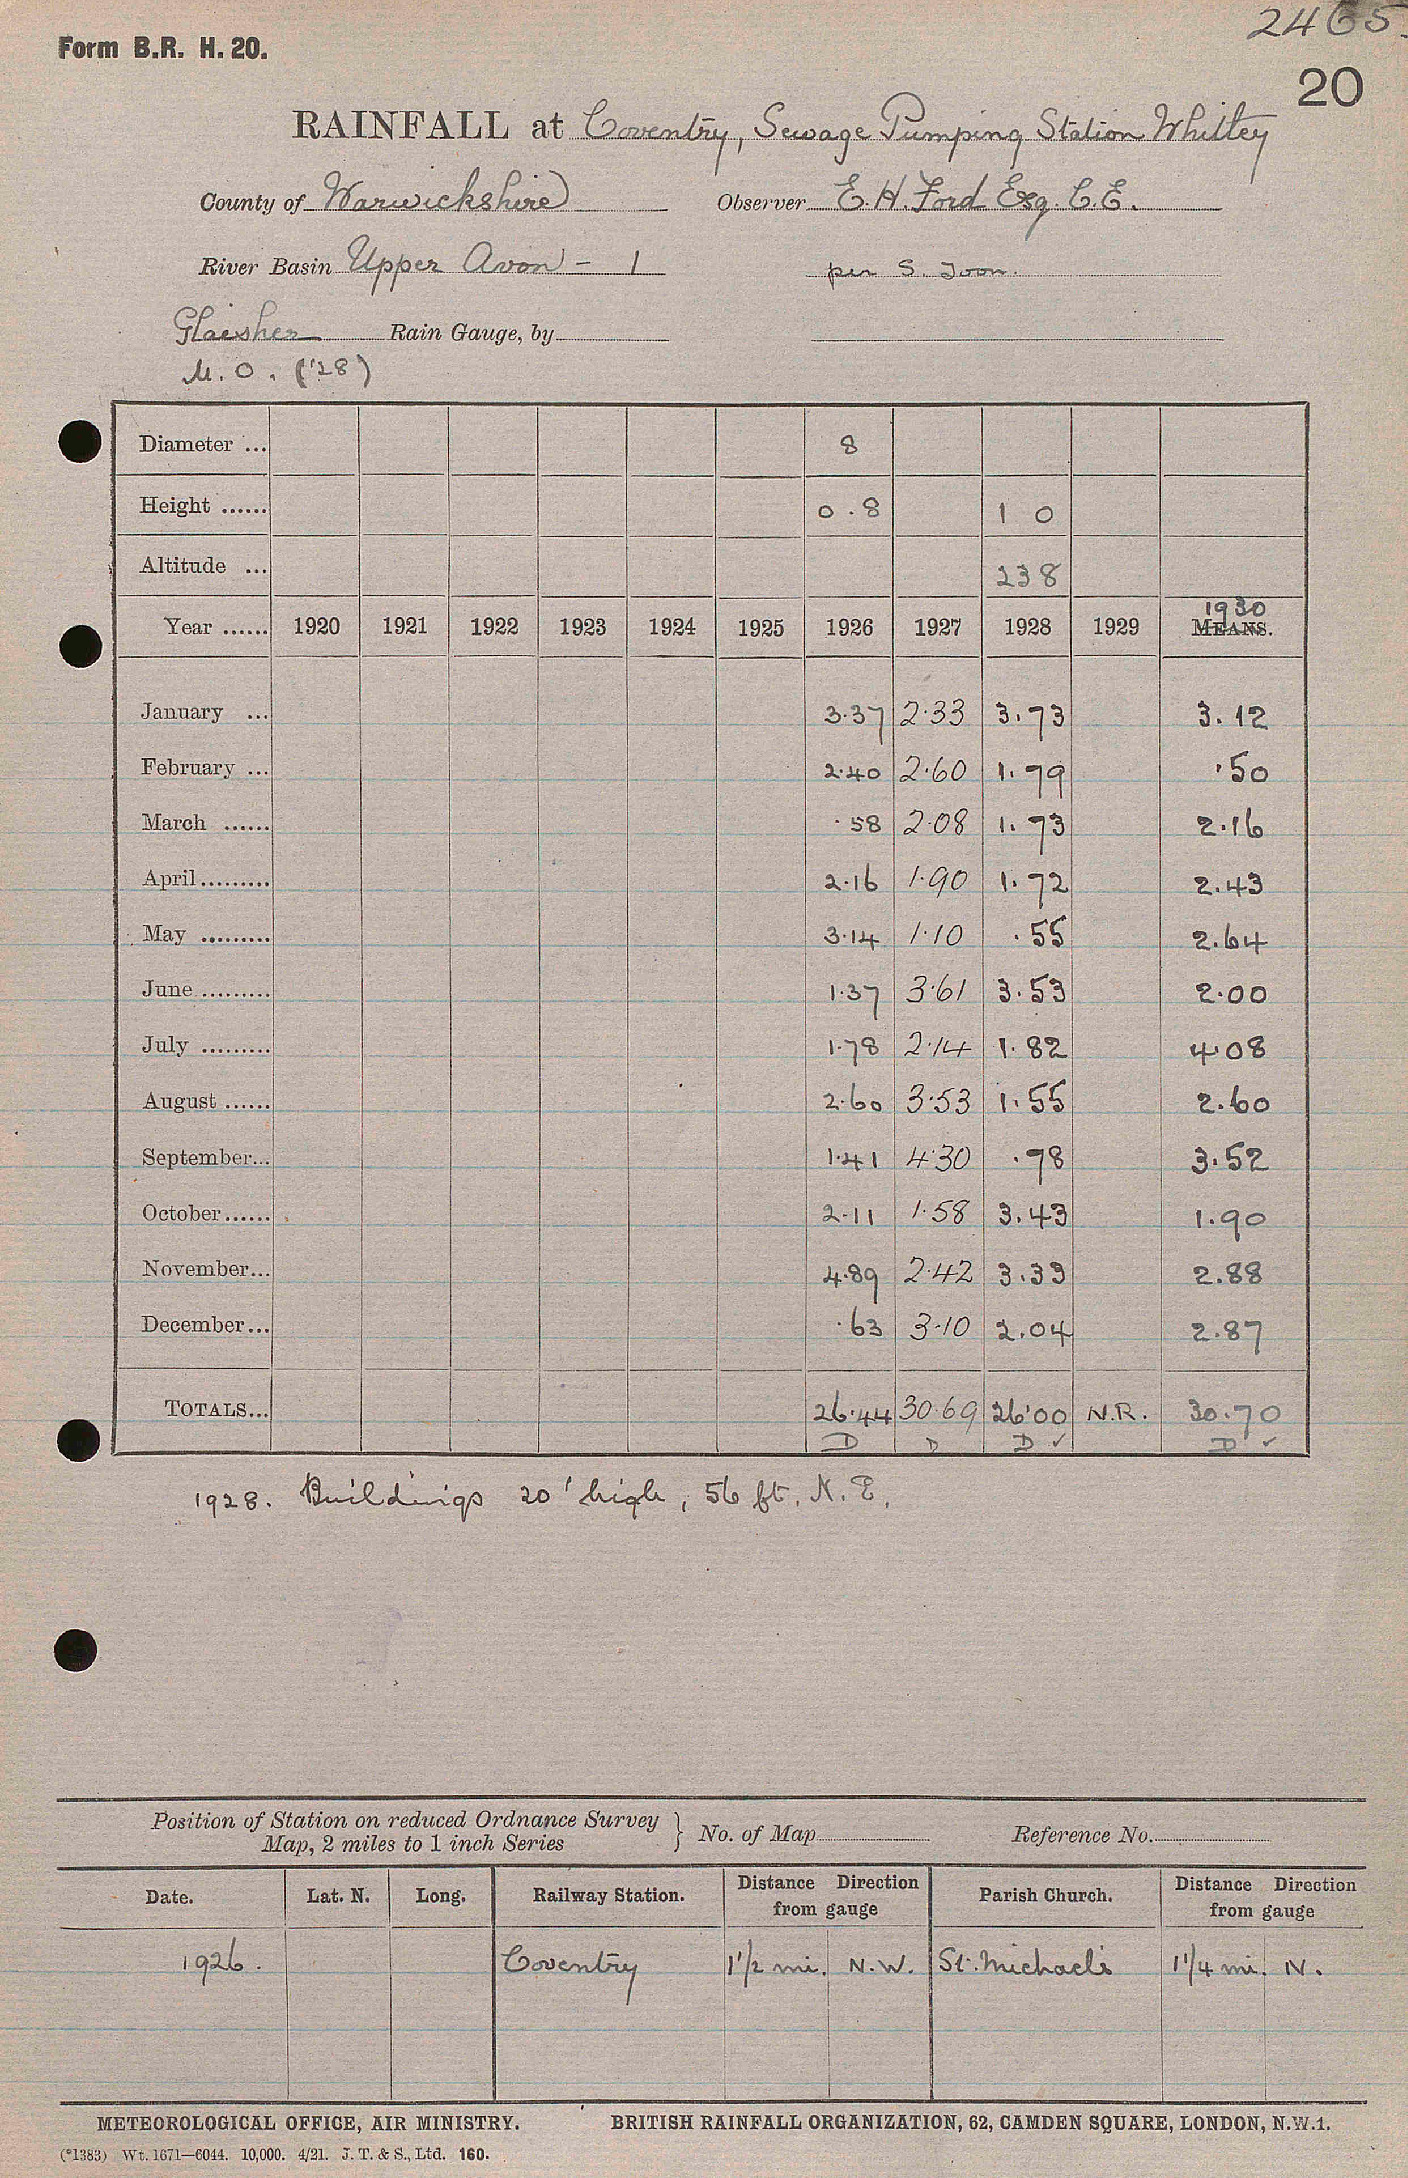 2465.
Form B.R. H. 20.
20
RAINFALL at Coventry, Sewage Pumping Station Whitley
County of Warwickshire Observer E. H. Ford Esq. C.E.
River Basin Upper Avon - 1 per S.
Glaisher Rain Gauge, by
M.O. ('28)
Diameter ... 8
Height ...... 0.8 1 0
Altitude ... 238
1930
Year ...... 1920 1921 1922 1923 1924 1925 1926 1927 1928 1929 MEANS.
January ... 3.37 2.33 3.73 3.12
February ... 2.40 2.60 1.79 .50
March ...... .58 2.08 1.73 2.16
April ......... 2.16 1.90 1.72 2.43
May ......... 3.14 1.10 .55 2.64
June ......... 1.37 3.61 3.53 2.00
July ......... 1.78 2.14 1.82 4.08
August ...... 2.60 3.53 1.55 2.60
September... 1.41 4.30 .78 3.52
October ...... 2.11 1.58 3.43 1.90
November... 4.89 2.42 3.33 2.88
December... .63 3.10 2.04 2.87
TOTALS... 26.44 30.69 26.00 N.R. 30.70
D D D ✓ D ✓
1928. Buildings 20' high, 56 ft. N.E.
Position of Station on reduced Ordnance Survey
Map, 2 miles to 1 inch Series } No. of Map Reference No.
Date. Lat. N. Long. Railway Station. Distance Direction from gauge Parish Church. Distance Direction from gauge
1926. Coventry 1 1/2 mi. N.W. St. Michael's 1 1/4 mi. N.
METEOROLOGICAL OFFICE, AIR MINISTRY. BRITISH RAINFALL ORGANIZATION, 62, CAMDEN SQUARE, LONDON, N.W.1.
(*1383) Wt. 1671—6044. 10,000. 4/21. J. T. & S., Ltd. 160.